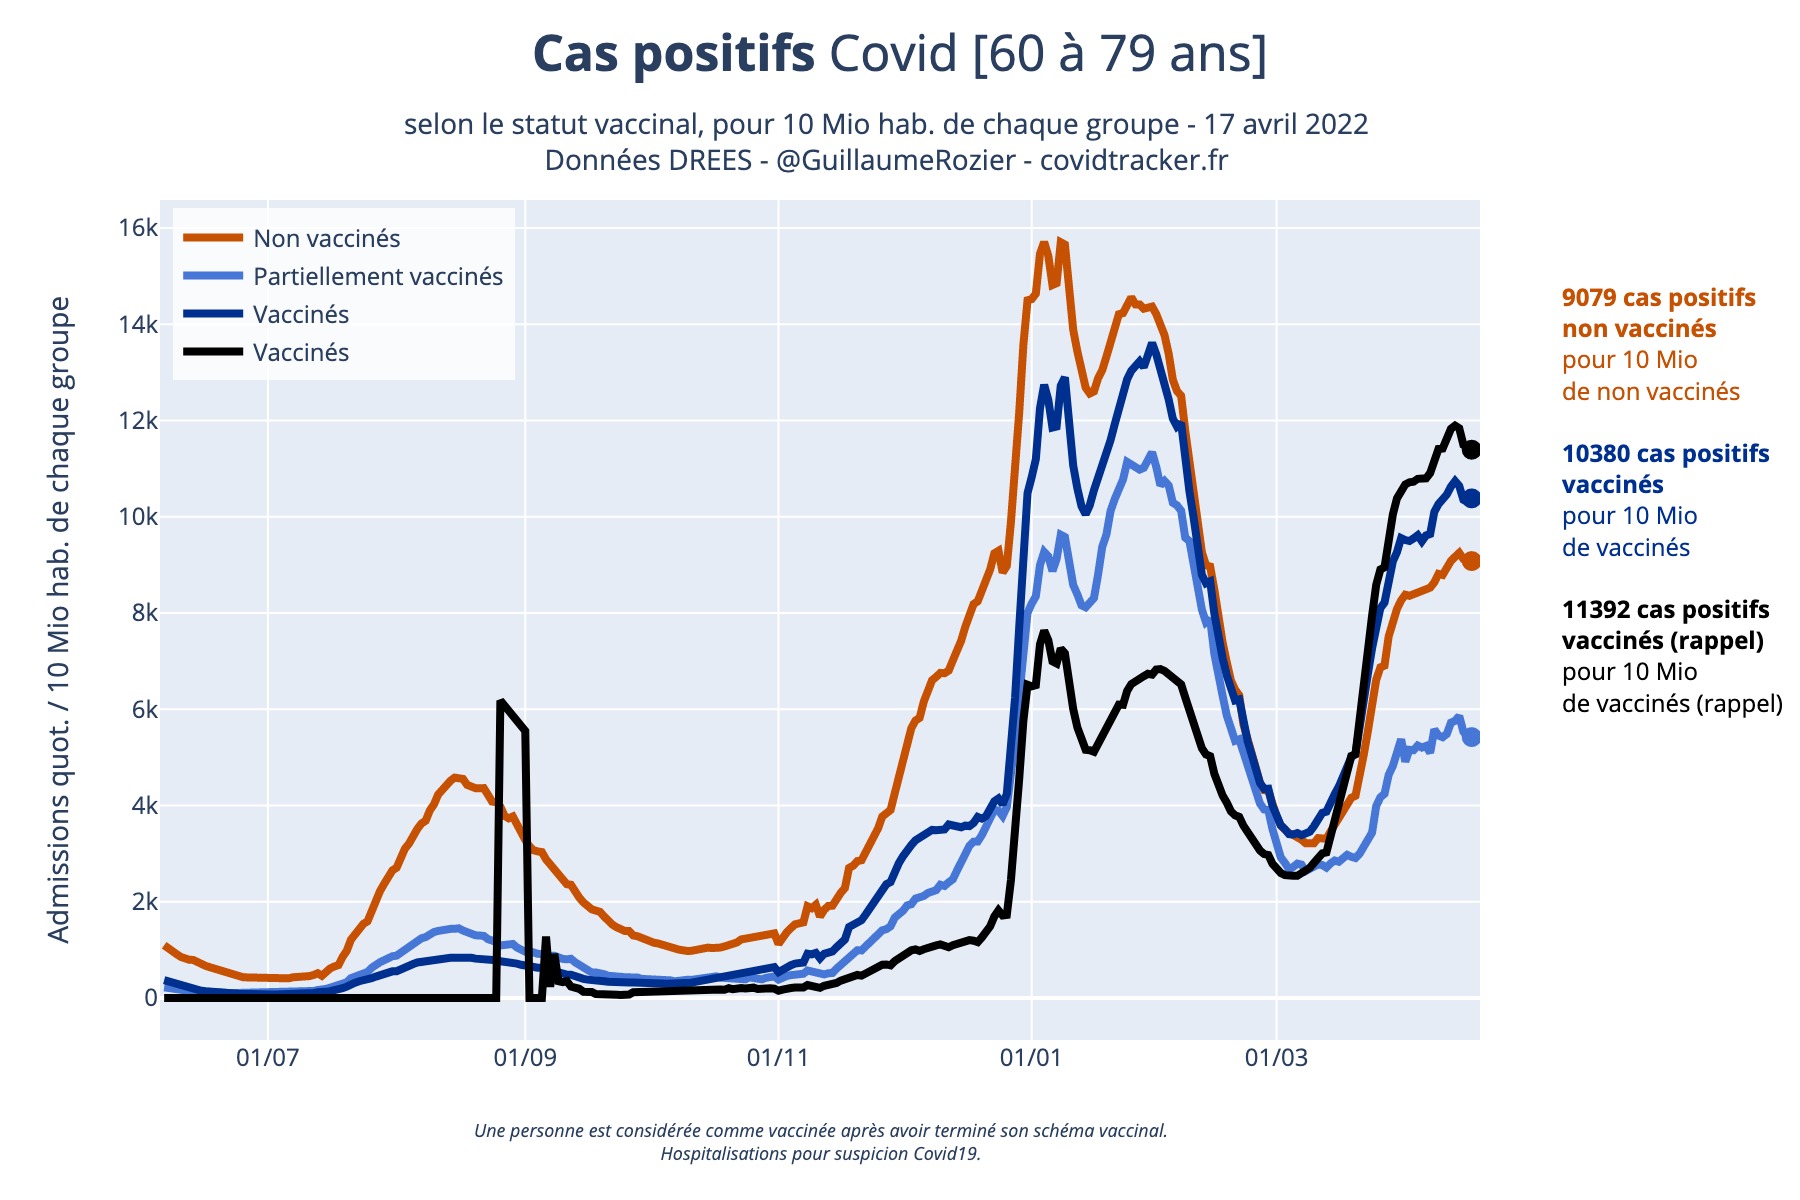 Cas positifs Covid [60 à 79 ans]
selon le statut vaccinal, pour 10 Mio hab. de chaque groupe - 17 avril 2022
Données DREES - @GuillaumeRozier - covidtracker.fr
Admissions quot. / 10 Mio hab. de chaque groupe
16k
14k
12k
10k
8k
6k
4k
2k
0
Non vaccinés
Partiellement vaccinés
Vaccinés
Vaccinés
01/07
01/09
01/11
01/01
01/03
9079 cas positifs
non vaccinés
pour 10 Mio
de non vaccinés
10380 cas positifs
vaccinés
pour 10 Mio
de vaccinés
11392 cas positifs
vaccinés (rappel)
pour 10 Mio
de vaccinés (rappel)
Une personne est considérée comme vaccinée après avoir terminé son schéma vaccinal.
Hospitalisations pour suspicion Covid19.